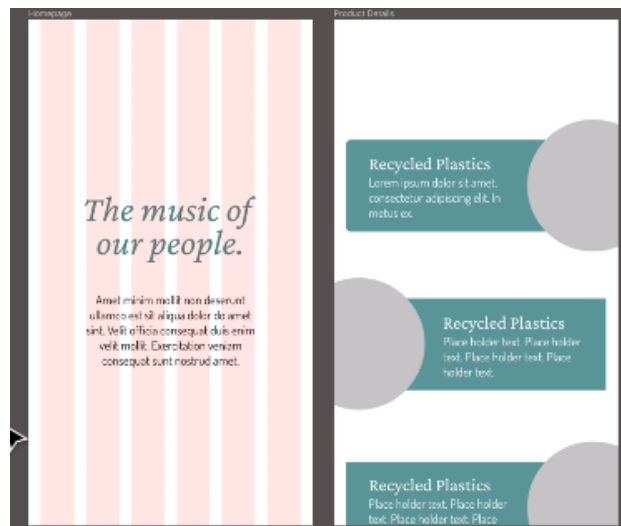 Homepage
The music of
our people.
Amet minim mollit non deserunt
ullamco est sit aliqua dolor do amet
sint. Velit officia consequat duis enim
velit mollit. Exercitation veniam
consequat sunt nostrud amet.
Product Details
Recycled Plastics
Lorem ipsum dolor sit amet,
consectetur adipiscing elit. In
metus ex.
Recycled Plastics
Place holder text. Place holder
text. Place holder text. Place
holder text.
Recycled Plastics
Place holder text. Place holder
text. Place holder text. Place